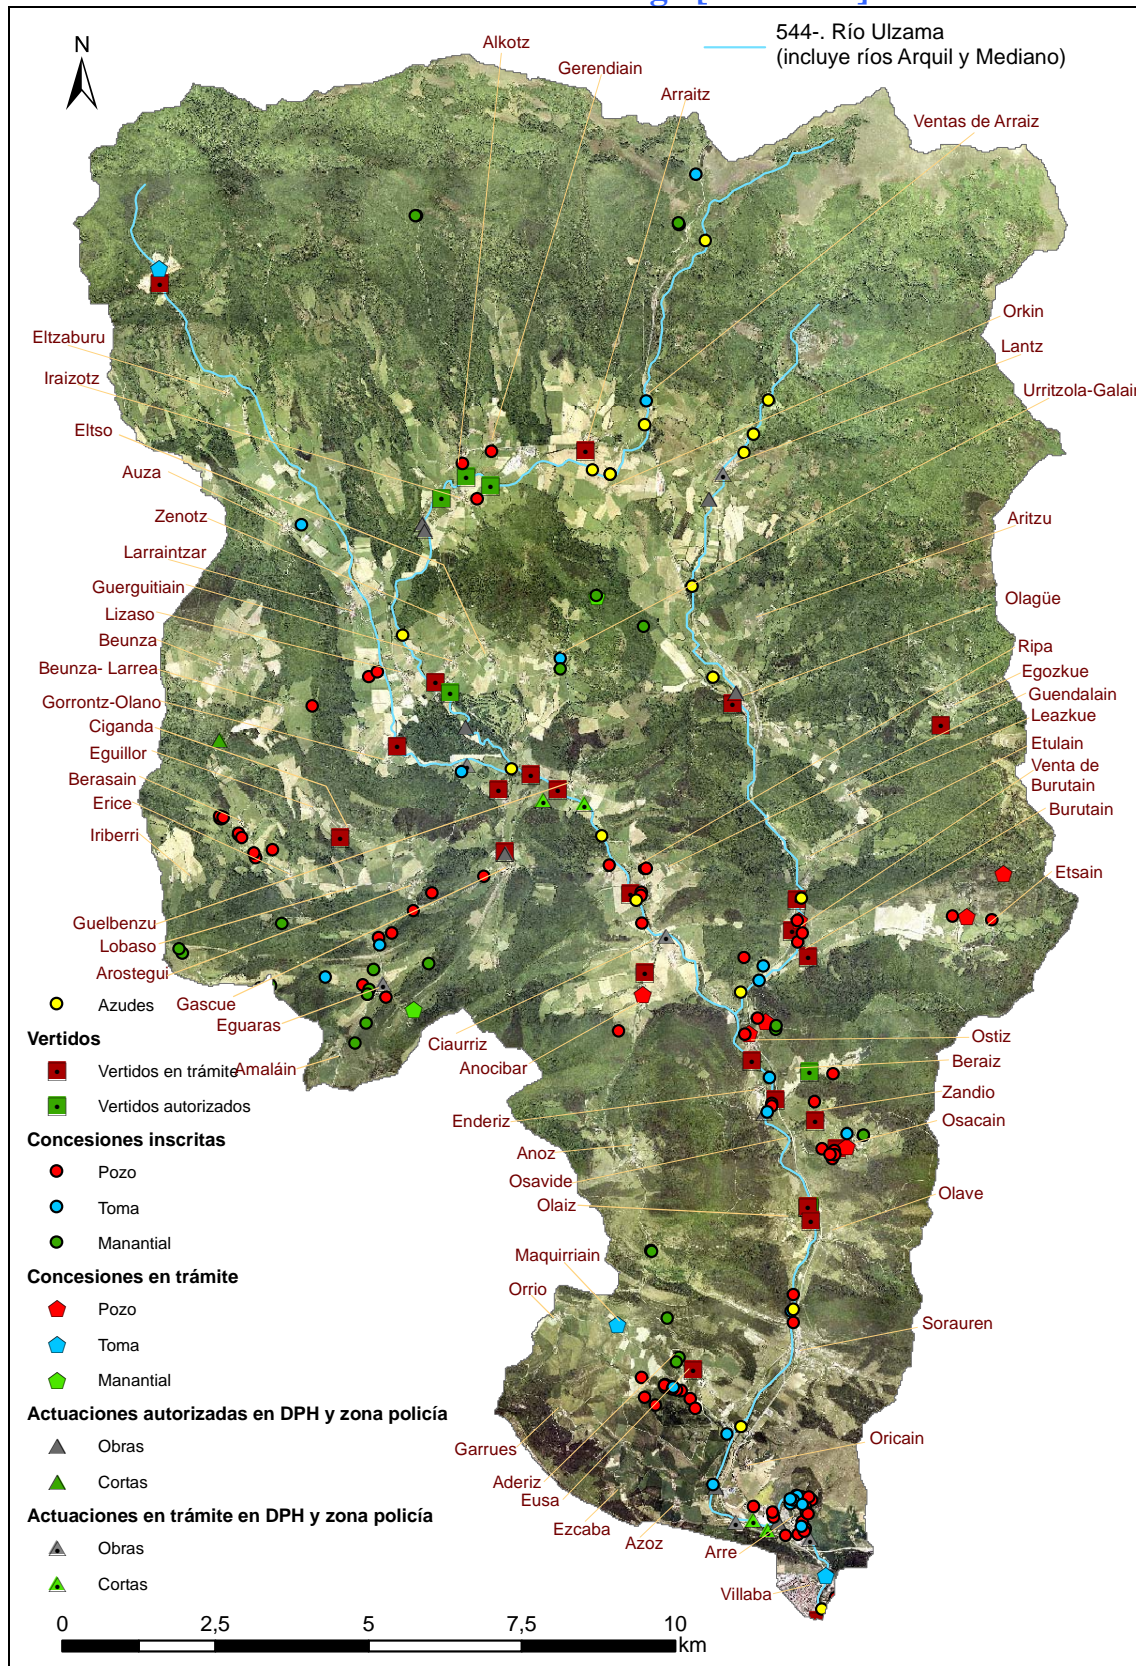 544-. Río Ulzama
(incluye ríos Arquil y Mediano)
N
Alkotz
Gerendiain
Arraitz
Ventas de Arraiz
Orkin
Lantz
Urritzola-Galain
Eltzaburu
Iraizotz
Eltso
Auza
Zenotz
Larraintzar
Guerguitiain
Lizaso
Beunza
Beunza- Larrea
Gorrontz-Olano
Ciganda
Eguillor
Berasain
Erice
Iriberri
Aritzu
Olagüe
Ripa
Egozkue
Guendalain
Leazkue
Etulain
Venta de
Burutain
Burutain
Etsain
Guelbenzu
Lobaso
Arostegui
Gascue
Eguaras
Amaláin
Ciaurriz
Anocibar
Ostiz
Beraiz
Zandio
Osacain
Enderiz
Anoz
Osavide
Olaiz
Olave
Maquirriain
Orrio
Sorauren
Garrues
Aderiz
Eusa
Ezcaba
Azoz
Oricain
Arre
Villaba
Azudes
Vertidos
Vertidos en trámite
Vertidos autorizados
Concesiones inscritas
Pozo
Toma
Manantial
Concesiones en trámite
Pozo
Toma
Manantial
Actuaciones autorizadas en DPH y zona policía
Obras
Cortas
Actuaciones en trámite en DPH y zona policía
Obras
Cortas
0 2,5 5 7,5 10
km